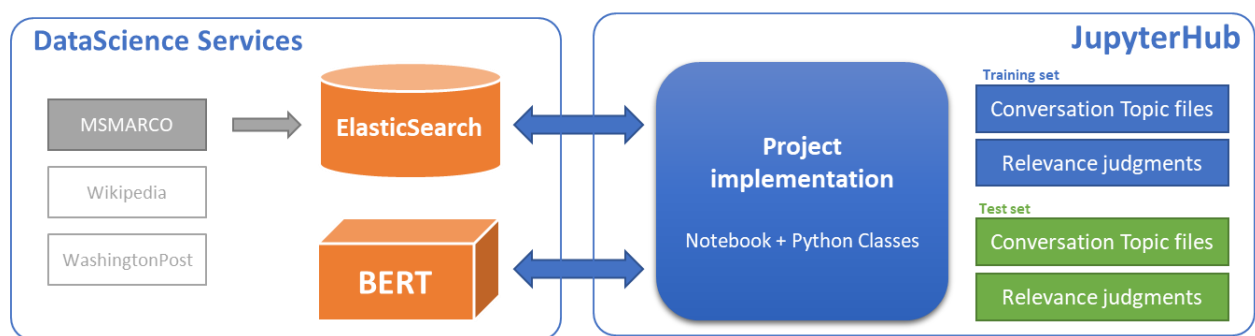 DataScience Services
MSMARCO
Wikipedia
WashingtonPost
ElasticSearch
BERT
JupyterHub
Project
implementation
Notebook + Python Classes
Training set
Conversation Topic files
Relevance judgments
Test set
Conversation Topic files
Relevance judgments